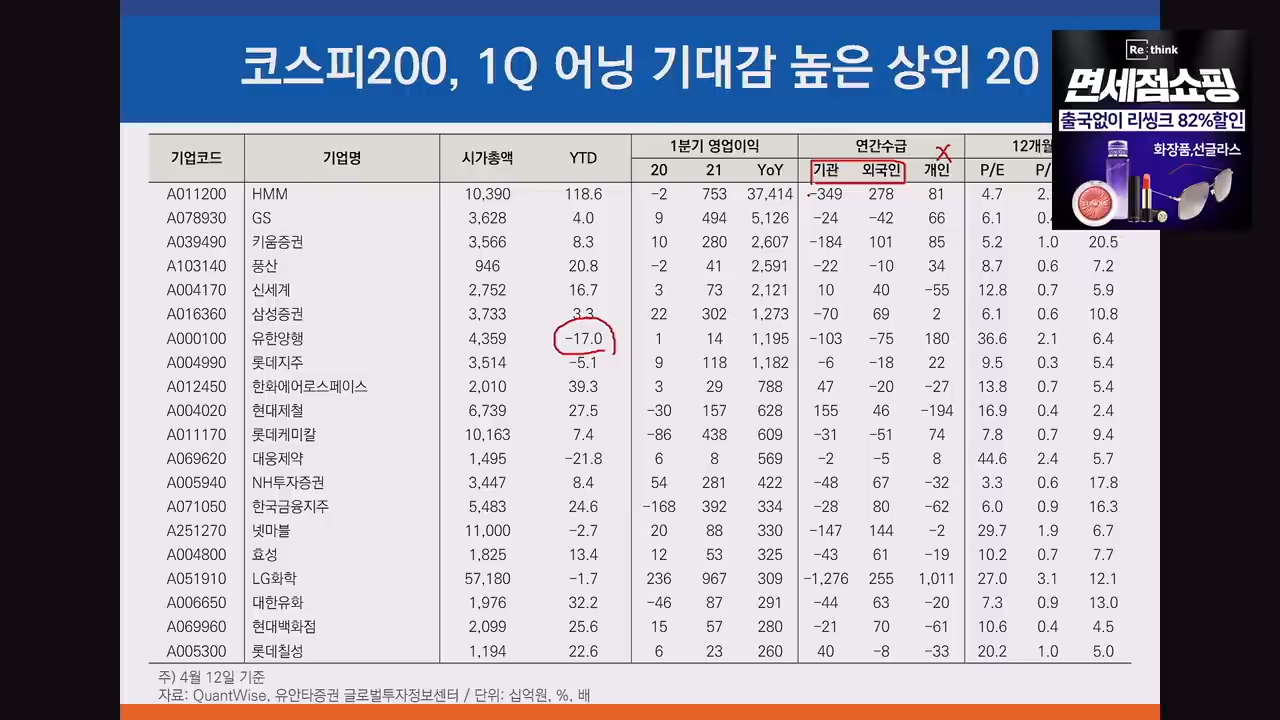 코스피200, 1Q 어닝 기대감 높은 상위 20
Re:think
면세점쇼핑
출국없이 리씽크 82%할인
화장품,선글라스
기업코드 기업명 시가총액 YTD 1분기 영업이익 연간수급 12개월
20 21 YoY 기관 외국인 개인 P/E P/
A011200 HMM 10,390 118.6 -2 753 37,414 -349 278 81 4.7 2.
A078930 GS 3,628 4.0 9 494 5,126 -24 -42 66 6.1 0.
A039490 키움증권 3,566 8.3 10 280 2,607 -184 101 85 5.2 1.0 20.5
A103140 풍산 946 20.8 -2 41 2,591 -22 -10 34 8.7 0.6 7.2
A004170 신세계 2,752 16.7 3 73 2,121 10 40 -55 12.8 0.7 5.9
A016360 삼성증권 3,733 3.3 22 302 1,273 -70 69 2 6.1 0.6 10.8
A000100 유한양행 4,359 -17.0 1 14 1,195 -103 -75 180 36.6 2.1 6.4
A004990 롯데지주 3,514 -5.1 9 118 1,182 -6 -18 22 9.5 0.3 5.4
A012450 한화에어로스페이스 2,010 39.3 3 29 788 47 -20 -27 13.8 0.7 5.4
A004020 현대제철 6,739 27.5 -30 157 628 155 46 -194 16.9 0.4 2.4
A011170 롯데케미칼 10,163 7.4 -86 438 609 -31 -51 74 7.8 0.7 9.4
A069620 대웅제약 1,495 -21.8 6 8 569 -2 -5 8 44.6 2.4 5.7
A005940 NH투자증권 3,447 8.4 54 281 422 -48 67 -32 3.3 0.6 17.8
A071050 한국금융지주 5,483 24.6 -168 392 334 -28 80 -62 6.0 0.9 16.3
A251270 넷마블 11,000 -2.7 20 88 330 -147 144 -2 29.7 1.9 6.7
A004800 효성 1,825 13.4 12 53 325 -43 61 -19 10.2 0.7 7.7
A051910 LG화학 57,180 -1.7 236 967 309 -1,276 255 1,011 27.0 3.1 12.1
A006650 대한유화 1,976 32.2 -46 87 291 -44 63 -20 7.3 0.9 13.0
A069960 현대백화점 2,099 25.6 15 57 280 -21 70 -61 10.6 0.4 4.5
A005300 롯데칠성 1,194 22.6 6 23 260 40 -8 -33 20.2 1.0 5.0
주) 4월 12일 기준
자료: QuantWise, 유안타증권 글로벌투자정보센터 / 단위: 십억원, %, 배